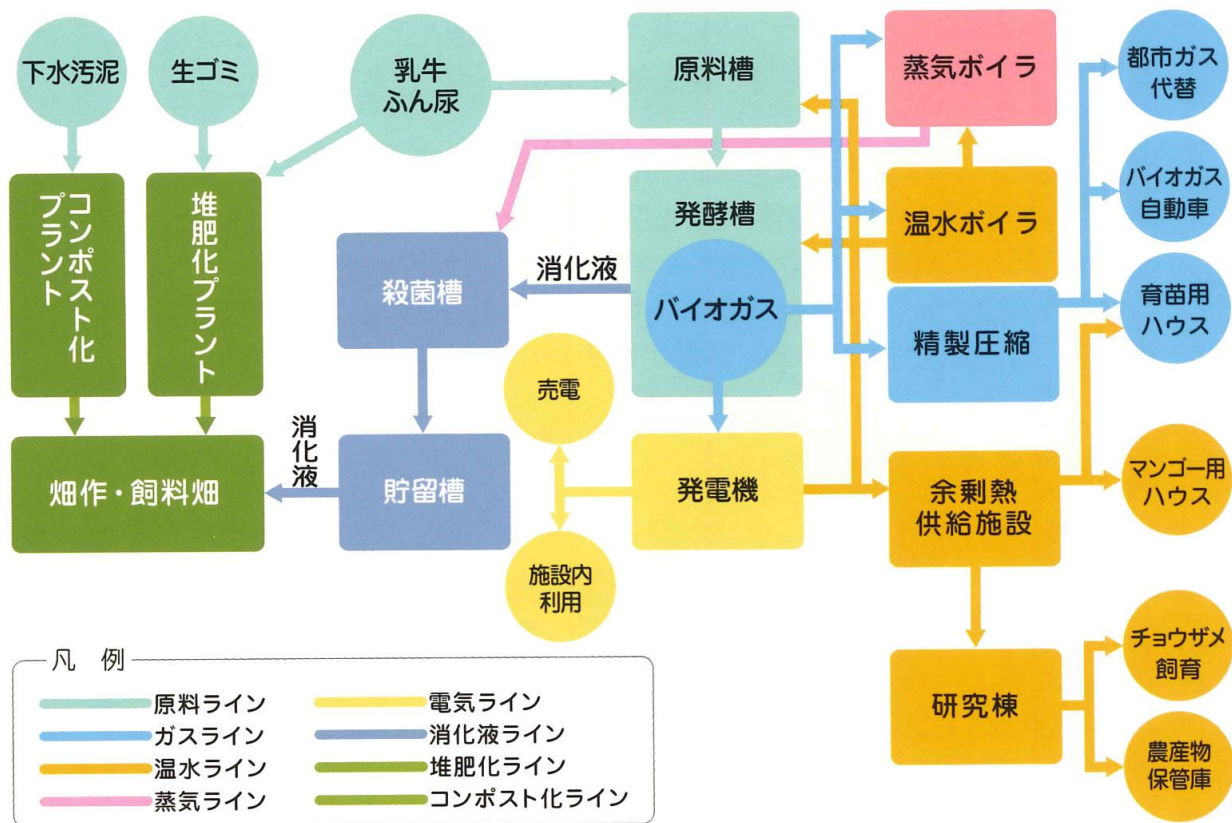 下水汚泥
生ゴミ
乳牛
ふん尿
原料槽
蒸気ボイラ
都市ガス
代替
コンポスト化
プラント
堆肥化プラント
発酵槽
バイオガス
温水ボイラ
バイオガス
自動車
殺菌槽
消化液
精製圧縮
育苗用
ハウス
売電
畑作・飼料畑
消化液
貯留槽
発電機
余剰熱
供給施設
マンゴー用
ハウス
施設内
利用
研究棟
チョウザメ
飼育
農産物
保管庫
凡 例
原料ライン
ガスライン
温水ライン
蒸気ライン
電気ライン
消化液ライン
堆肥化ライン
コンポスト化ライン